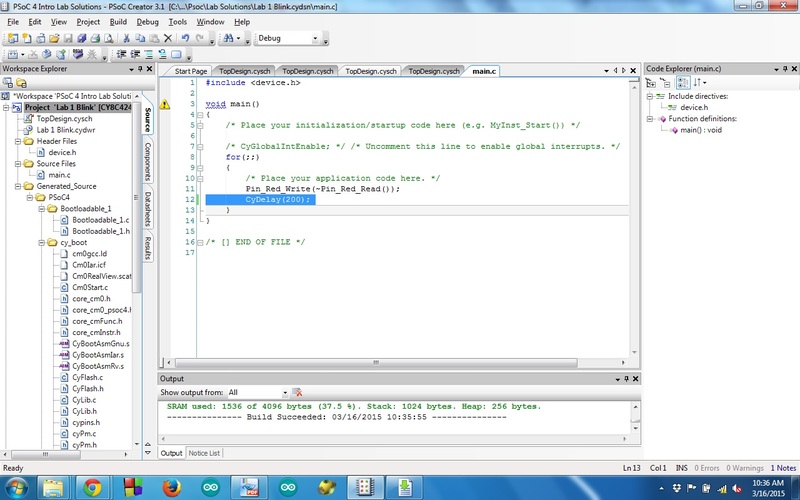 PSoC 4 Intro Lab Solutions - PSoC Creator 3.1 [C:\...\Psoc\Lab Solutions\Lab 1 Blink.cydsn\main.c]
File Edit View Project Build Debug Tools Window Help
Debug
Workspace Explorer
Start Page TopDesign.cysch TopDesign.cysch TopDesign.cysch TopDesign.cysch main.c
Code Explorer (main.c)
Workspace 'PSoC 4 Intro Lab Soluti
Project 'Lab 1 Blink' [CY8C424
TopDesign.cysch
Lab 1 Blink.cydwr
Header Files
device.h
Source Files
main.c
Generated_Source
PSoC4
Bootloadable_1
Bootloadable_1.c
Bootloadable_1.h
cy_boot
cm0gcc.ld
Cm0Iar.icf
Cm0RealView.scat
Cm0Start.c
core_cm0.h
core_cm0_psoc4.h
core_cmFunc.h
core_cmInstr.h
CyBootAsmGnu.s
CyBootAsmIar.s
CyBootAsmRv.s
CyFlash.c
CyFlash.h
CyLib.c
CyLib.h
cypins.h
cyPm.c
cyPm.h
Source
Components
Datasheets
Results
1 #include <device.h>
2
3 void main()
4 {
5 /* Place your initialization/startup code here (e.g. MyInst_Start()) */
6
7 /* CyGlobalIntEnable; */ /* Uncomment this line to enable global interrupts. */
8 for(;;)
9 {
10 /* Place your application code here. */
11 Pin_Red_Write(~Pin_Red_Read());
12 CyDelay(200);
13 }
14 }
15
16 /* [] END OF FILE */
17
Include directives:
device.h
Function definitions:
main() : void
Output
Show output from: All
SRAM used: 1536 of 4096 bytes (37.5 %). Stack: 1024 bytes. Heap: 256 bytes.
--------------- Build Succeeded: 03/16/2015 10:35:55 ---------------
Output Notice List
Ready
Ln 13 Col 1 INS 0 Errors 0 Warnings 1 Notes
10:36 AM
3/16/2015